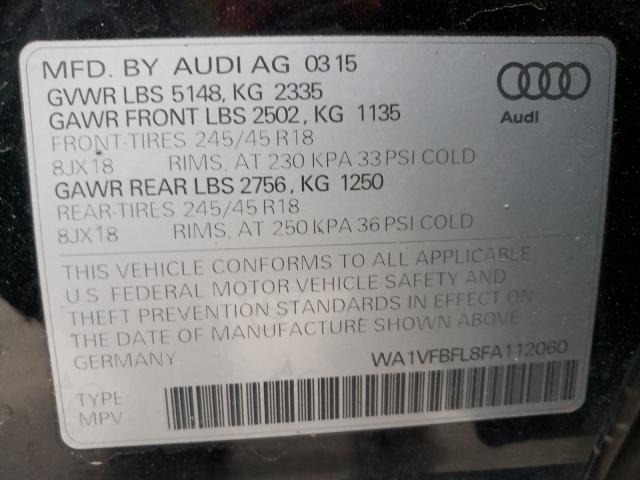 MFD. BY AUDI AG 03 15
GVWR LBS 5148, KG 2335
GAWR FRONT LBS 2502, KG 1135
FRONT-TIRES 245/45 R18
8JX18 RIMS, AT 230 KPA 33 PSI COLD
GAWR REAR LBS 2756, KG 1250
REAR-TIRES 245/45 R18
8JX18 RIMS, AT 250 KPA 36 PSI COLD
Audi
THIS VEHICLE CONFORMS TO ALL APPLICABLE
U.S. FEDERAL MOTOR VEHICLE SAFETY AND
THEFT PREVENTION STANDARDS IN EFFECT ON
THE DATE OF MANUFACTURE SHOWN ABOVE
GERMANY
WA1VFBFL8FA112060
TYPE
MPV